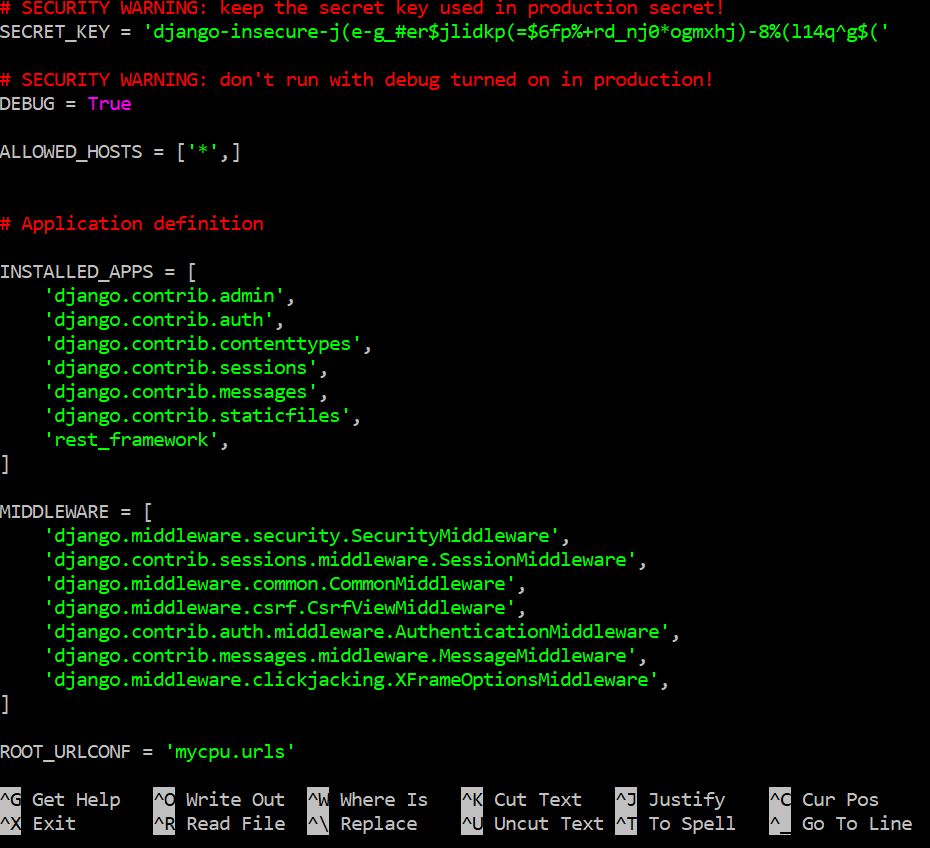 # SECURITY WARNING: keep the secret key used in production secret!
SECRET_KEY = 'django-insecure-j(e-g_#er$jlidkp(=$6fp%+rd_nj0*ogmxhj)-8%(l14q^g$('
# SECURITY WARNING: don't run with debug turned on in production!
DEBUG = True
ALLOWED_HOSTS = ['*',]
# Application definition
INSTALLED_APPS = [
    'django.contrib.admin',
    'django.contrib.auth',
    'django.contrib.contenttypes',
    'django.contrib.sessions',
    'django.contrib.messages',
    'django.contrib.staticfiles',
    'rest_framework',
]
MIDDLEWARE = [
    'django.middleware.security.SecurityMiddleware',
    'django.contrib.sessions.middleware.SessionMiddleware',
    'django.middleware.common.CommonMiddleware',
    'django.middleware.csrf.CsrfViewMiddleware',
    'django.contrib.auth.middleware.AuthenticationMiddleware',
    'django.contrib.messages.middleware.MessageMiddleware',
    'django.middleware.clickjacking.XFrameOptionsMiddleware',
]
ROOT_URLCONF = 'mycpu.urls'
^G Get Help ^O Write Out ^W Where Is ^K Cut Text ^J Justify ^C Cur Pos
^X Exit ^R Read File ^\ Replace ^U Uncut Text ^T To Spell ^_ Go To Line